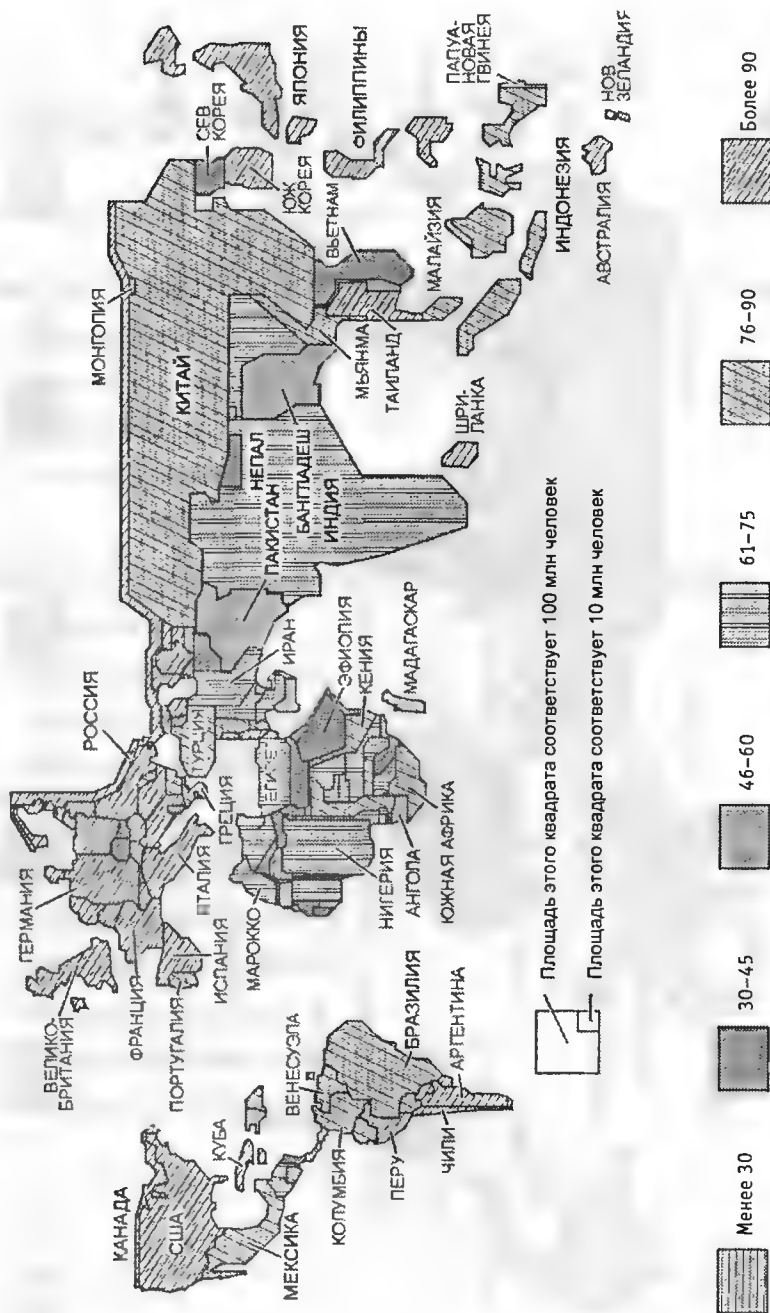 КАНАДА
США
МЕКСИКА
КУБА
КОЛУМБИЯ
ВЕНЕСУЭЛА
ПЕРУ
БРАЗИЛИЯ
ЧИЛИ
АРГЕНТИНА
ВЕЛИКО-
БРИТАНИЯ
ГЕРМАНИЯ
ФРАНЦИЯ
ПОРТУГАЛИЯ
ИСПАНИЯ
ИТАЛИЯ
ГРЕЦИЯ
РОССИЯ
ТУРЦИЯ
МАРОККО
ЕГИПЕТ
НИГЕРИЯ
АНГОЛА
ЮЖНАЯ АФРИКА
ЭФИОПИЯ
КЕНИЯ
МАДАГАСКАР
ИРАН
МОНГОЛИЯ
КИТАЙ
НЕПАЛ
ПАКИСТАН
БАНГЛАДЕШ
ИНДИЯ
ШРИ-
ЛАНКА
МЬЯНМА
ТАИЛАНД
ВЬЕТНАМ
МАЛАЙЗИЯ
СЕВ
КОРЕЯ
ЮЖ
КОРЕЯ
ЯПОНИЯ
ФИЛИППИНЫ
ПАПУА-
НОВАЯ
ГВИНЕЯ
ИНДОНЕЗИЯ
АВСТРАЛИЯ
НОВ
ЗЕЛАНДИЯ
Площадь этого квадрата соответствует 100 млн человек
Площадь этого квадрата соответствует 10 млн человек
Менее 30
30–45
46–60
61–75
76–90
Более 90